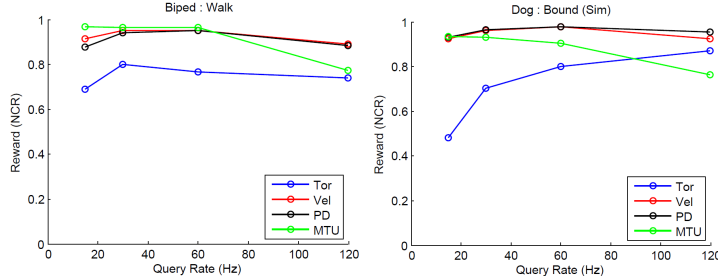 Biped : Walk
Reward (NCR)
1
0.8
0.6
0.4
0.2
0
0 20 40 60 80 100 120
Query Rate (Hz)
Tor
Vel
PD
MTU
Dog : Bound (Sim)
Reward (NCR)
1
0.8
0.6
0.4
0.2
0
0 20 40 60 80 100 120
Query Rate (Hz)
Tor
Vel
PD
MTU